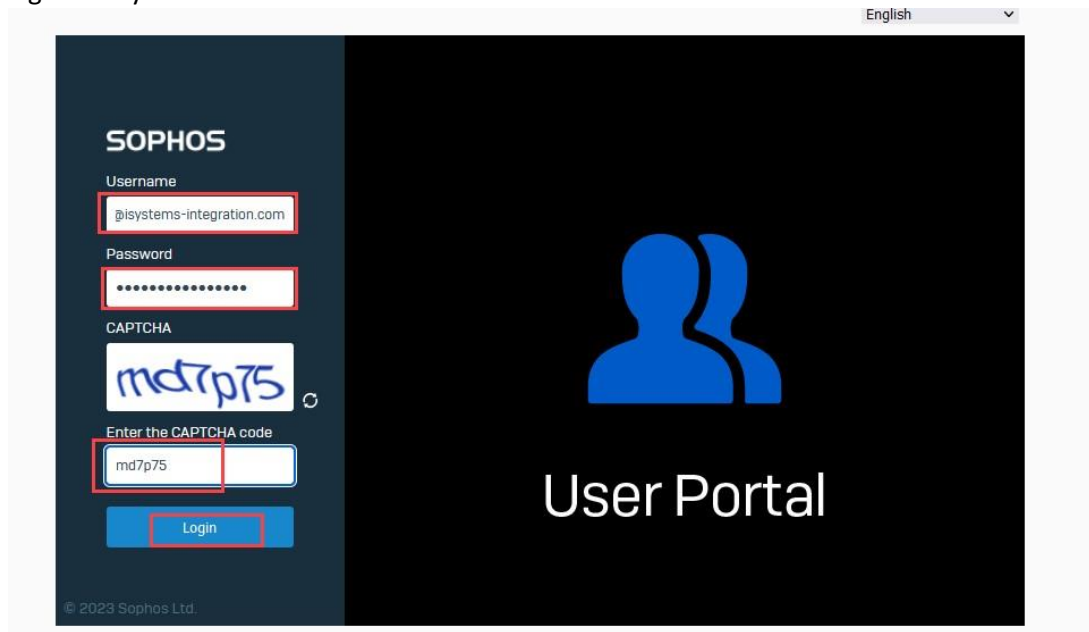 English
SOPHOS
Username
@isystems-integration.com
Password
••••••••••••••••
CAPTCHA
md7p75
Enter the CAPTCHA code
md7p75
Login
User Portal
© 2023 Sophos Ltd.